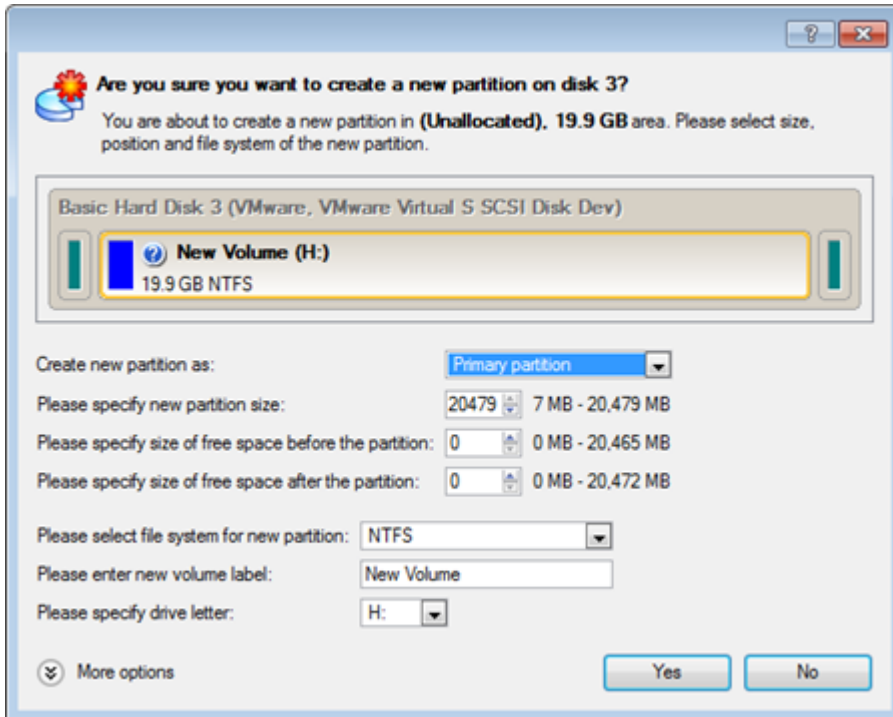 Are you sure you want to create a new partition on disk 3?
You are about to create a new partition in (Unallocated), 19.9 GB area. Please select size,
position and file system of the new partition.
Basic Hard Disk 3 (VMware, VMware Virtual S SCSI Disk Dev)
New Volume (H:)
19.9 GB NTFS
Create new partition as: Primary partition
Please specify new partition size: 20479 7 MB - 20,479 MB
Please specify size of free space before the partition: 0 0 MB - 20,465 MB
Please specify size of free space after the partition: 0 0 MB - 20,472 MB
Please select file system for new partition: NTFS
Please enter new volume label: New Volume
Please specify drive letter: H:
More options Yes No